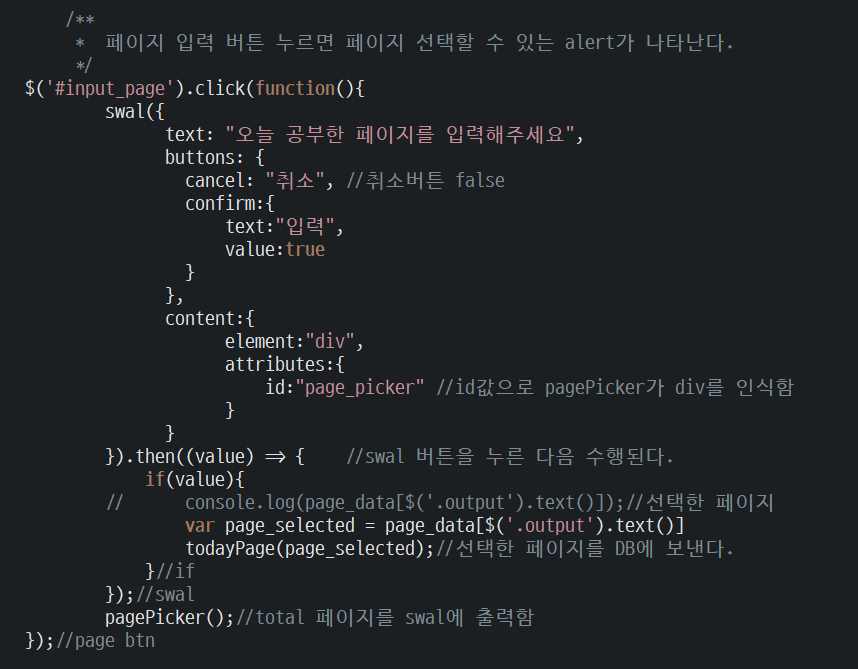 /**
 *  페이지 입력 버튼 누르면 페이지 선택할 수 있는 alert가 나타난다.
 */
$('#input_page').click(function(){
        swal({
              text: "오늘 공부한 페이지를 입력해주세요",
              buttons: {
                cancel: "취소", //취소버튼 false
                confirm:{
                    text:"입력",
                    value:true
                }
              },
              content:{
                    element:"div",
                    attributes:{
                        id:"page_picker" //id값으로 pagePicker가 div를 인식함
                    }
              }
        }).then((value) => {    //swal 버튼을 누른 다음 수행된다.
            if(value){
        //      console.log(page_data[$('.output').text()]);//선택한 페이지
                var page_selected = page_data[$('.output').text()]
                todayPage(page_selected);//선택한 페이지를 DB에 보낸다.
            }//if
        });//swal
        pagePicker();//total 페이지를 swal에 출력함
});//page btn